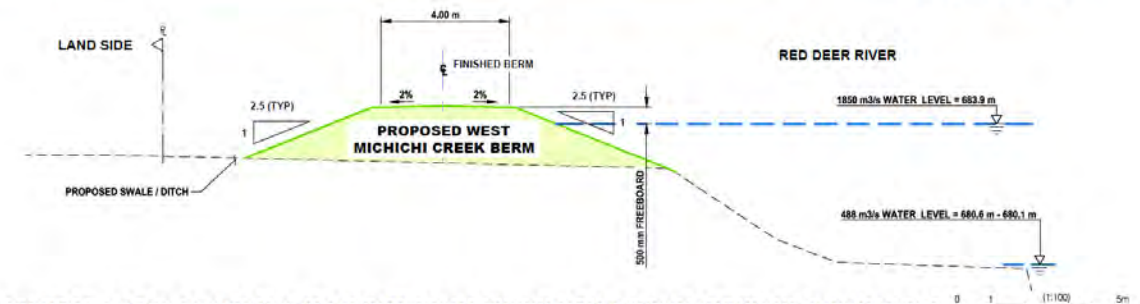 4.00 m
LAND SIDE
℄ FINISHED BERM
RED DEER RIVER
2.5 (TYP)
2%
2%
2.5 (TYP)
1850 m3/s WATER LEVEL = 683.9 m
1
1
PROPOSED WEST
MICHICHI CREEK BERM
PROPOSED SWALE / DITCH
500 mm FREEBOARD
488 m3/s WATER LEVEL = 680.6 m - 680.1 m
0 1 (1:100) 5m